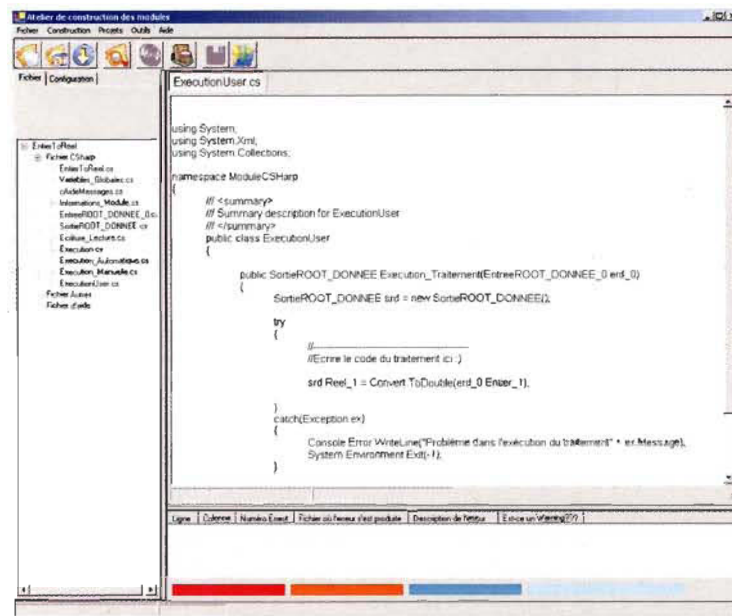 Atelier de construction des modules
Fichier Construction Projets Outils Aide
Fichier Configuration
ExecutionUser.cs
EntierToReel
Fichier CSharp
EntierToReel.cs
Variables_Globales.cs
cAideMessages.cs
Informations_Module.cs
EntreeROOT_DONNEE_0.c
SortieROOT_DONNEE.cs
Ecriture_Lecture.cs
Execution.cs
Execution_Automatique.cs
Execution_Manuelle.cs
ExecutionUser.cs
Fichier Autres
Fichier d'aide
using System;
using System.Xml;
using System.Collections;
namespace ModuleCSHarp
{
/// <summary>
/// Summary description for ExecutionUser
/// </summary>
public class ExecutionUser
{
public SortieROOT_DONNEE Execution_Traitement(EntreeROOT_DONNEE_0 erd_0)
{
SortieROOT_DONNEE srd = new SortieROOT_DONNEE();
try
{
//------------------------------------------
//Ecrire le code du traitement ici :)
srd.Reel_1 = Convert.ToDouble(erd_0.Entier_1);
}
catch(Exception ex)
{
Console.Error.WriteLine("Problème dans l'exécution du traitement" + ex.Message);
System.Environment.Exit(-1);
}
Ligne Colonne Numéro Erreur Fichier où l'erreur s'est produite Description de l'erreur Est-ce un Warning???